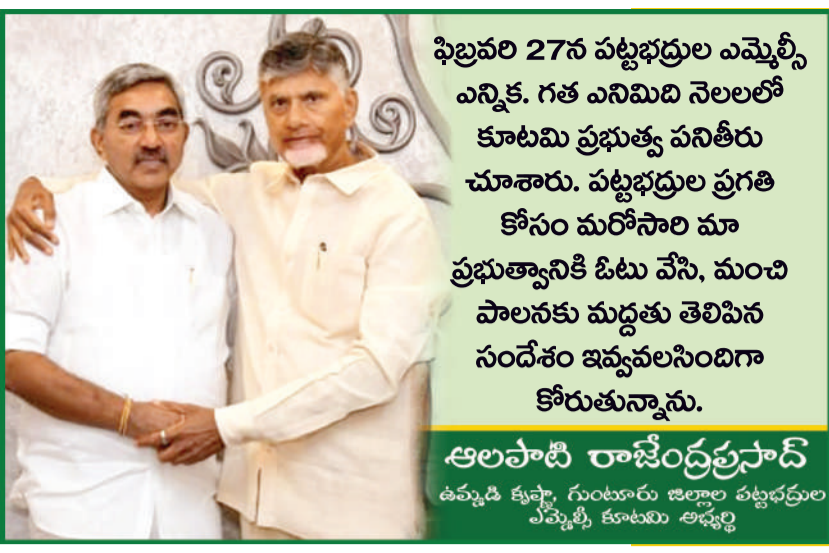 ఫిబ్రవరి 27న పట్టభద్రుల ఎమ్మెల్సీ
ఎన్నిక. గత ఎనిమిది నెలలలో
కూటమి ప్రభుత్వ పనితీరు
చూశారు. పట్టభద్రుల ప్రగతి
కోసం మరోసారి మా
ప్రభుత్వానికి ఓటు వేసి, మంచి
పాలనకు మద్దతు తెలిపిన
సందేశం ఇవ్వవలసిందిగా
కోరుతున్నాను.
ఆలపాటి రాజేంద్రప్రసాద్
ఉమ్మడి కృష్ణా, గుంటూరు జిల్లాల పట్టభద్రుల
ఎమ్మెల్సీ కూటమి అభ్యర్థి